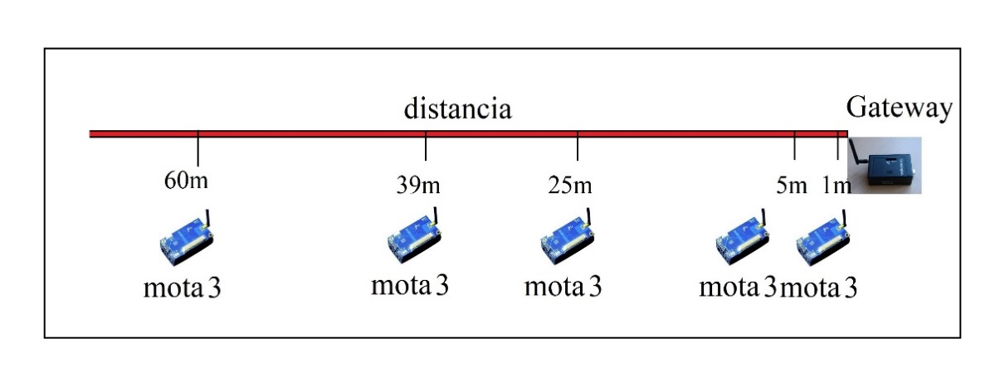 distancia
Gateway
60m
39m
25m
5m
1m
mota 3
mota 3
mota 3
mota 3
mota 3